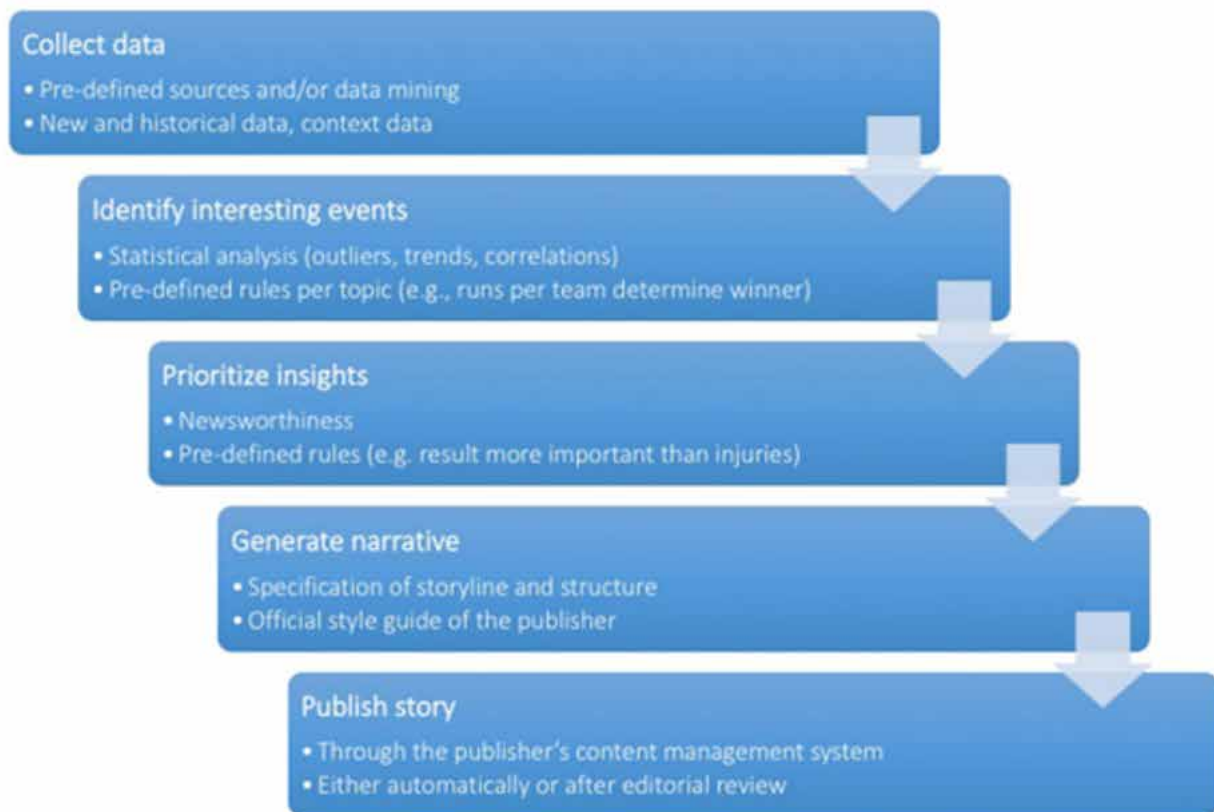 Collect data
• Pre-defined sources and/or data mining
• New and historical data, context data
Identify interesting events
• Statistical analysis (outliers, trends, correlations)
• Pre-defined rules per topic (e.g., runs per team determine winner)
Prioritize insights
• Newsworthiness
• Pre-defined rules (e.g. result more important than injuries)
Generate narrative
• Specification of storyline and structure
• Official style guide of the publisher
Publish story
• Through the publisher's content management system
• Either automatically or after editorial review